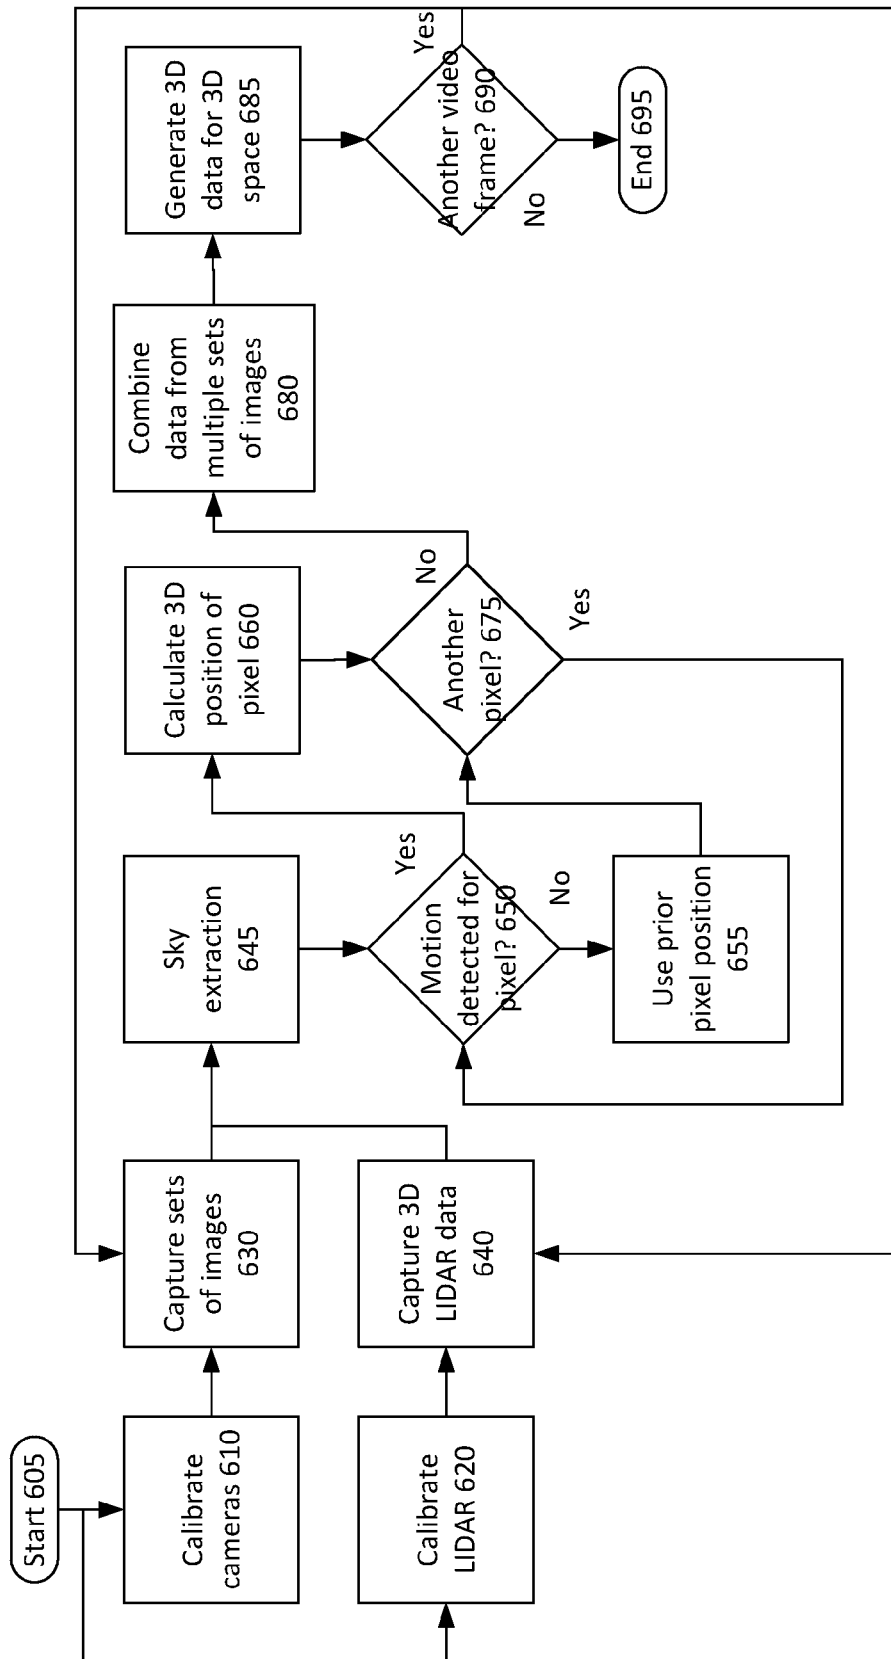 Start 605
Calibrate
cameras 610
Calibrate
LIDAR 620
Capture sets
of images
630
Capture 3D
LIDAR data
640
Sky
extraction
645
Motion
detected for
pixel? 650
Yes
No
Use prior
pixel position
655
Calculate 3D
position of
pixel 660
Another
pixel? 675
No
Yes
Combine
data from
multiple sets
of images
680
Generate 3D
data for 3D
space 685
Another video
frame? 690
Yes
No
End 695